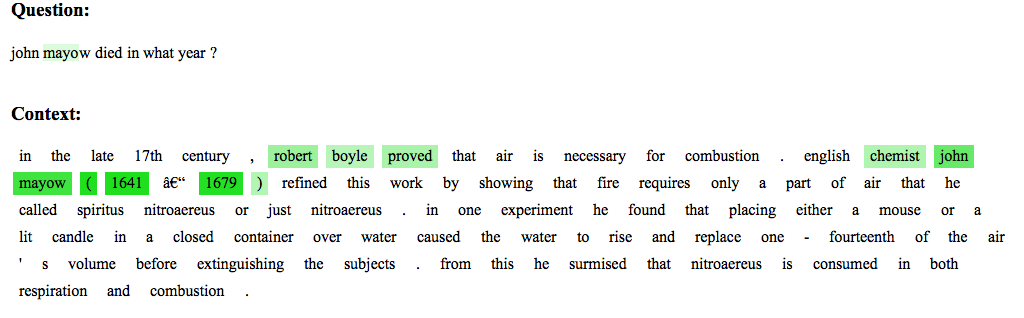 Question:
john mayow died in what year ?
Context:
in the late 17th century , robert boyle proved that air is necessary for combustion . english chemist john
mayow ( 1641 â€“ 1679 ) refined this work by showing that fire requires only a part of air that he
called spiritus nitroaereus or just nitroaereus . in one experiment he found that placing either a mouse or a
lit candle in a closed container over water caused the water to rise and replace one - fourteenth of the air
' s volume before extinguishing the subjects . from this he surmised that nitroaereus is consumed in both
respiration and combustion .